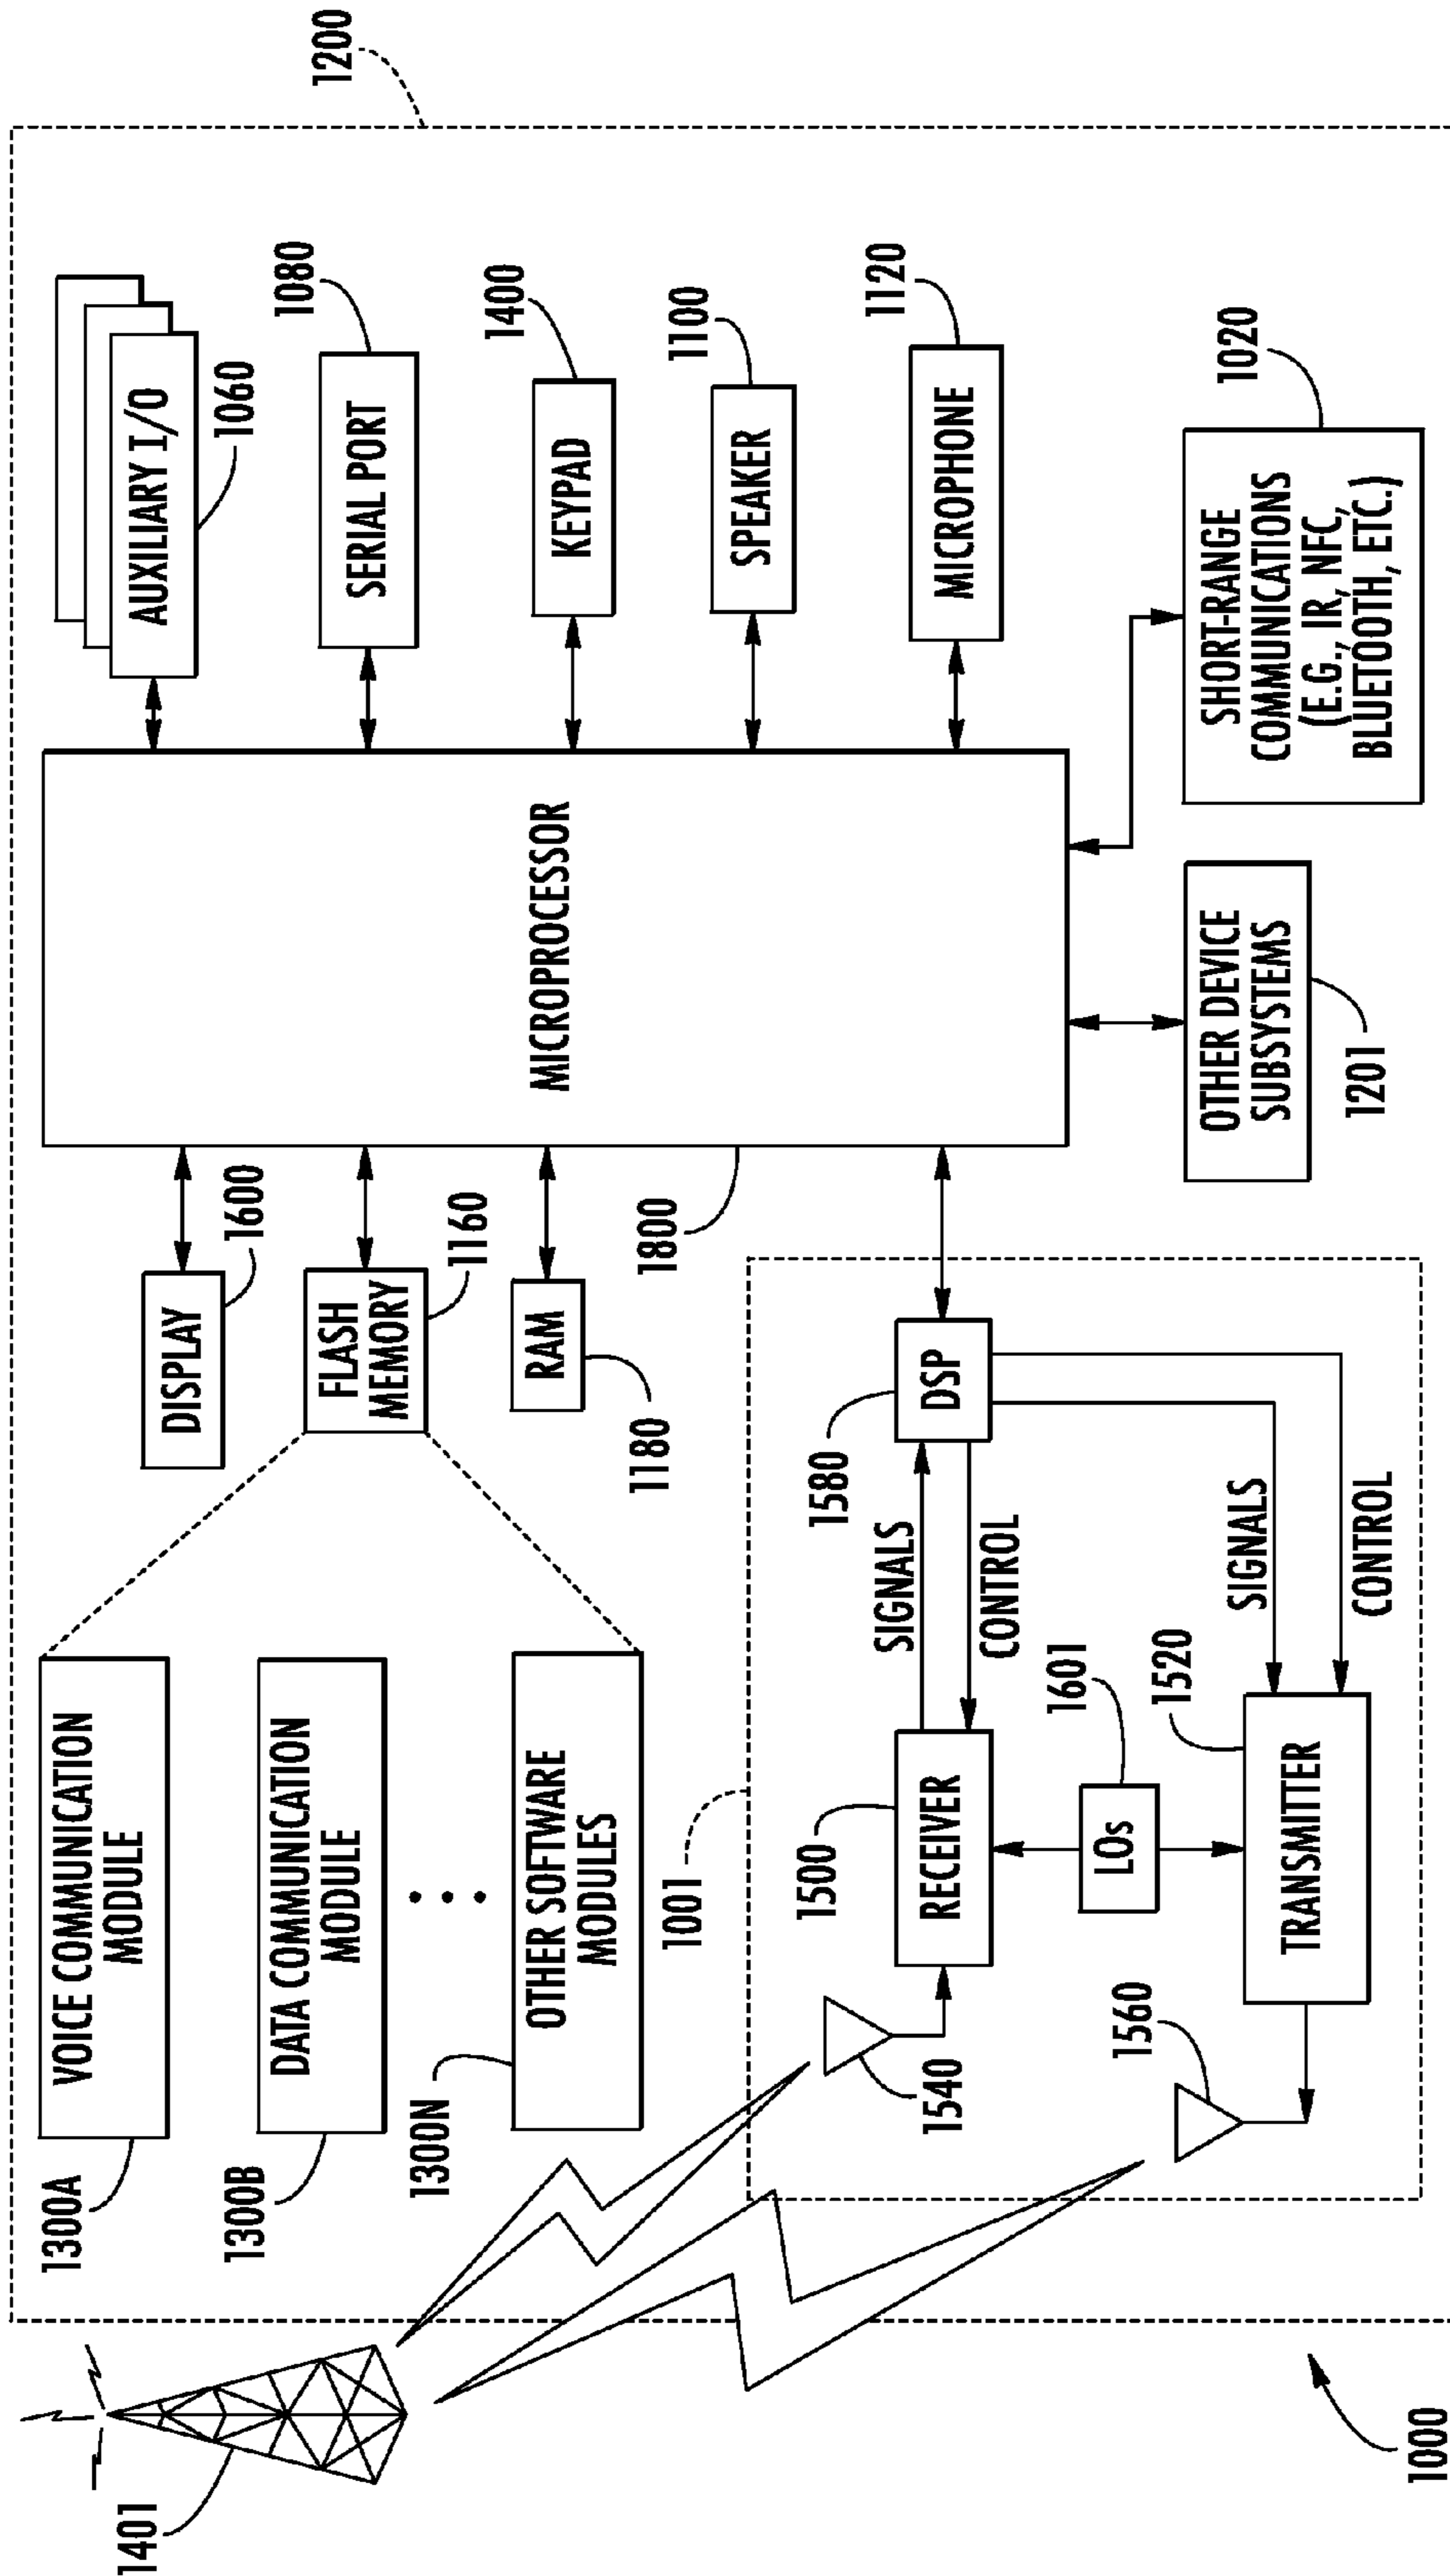 1200
1060
AUXILIARY I/O
1080
SERIAL PORT
1400
KEYPAD
1100
SPEAKER
1120
MICROPHONE
1020
SHORT-RANGE
COMMUNICATIONS
(E.G., IR, NFC,
BLUETOOTH, ETC.)
MICROPROCESSOR
1800
OTHER DEVICE
SUBSYSTEMS
1201
DISPLAY
1600
FLASH
MEMORY
1160
RAM
1180
VOICE COMMUNICATION
MODULE
1300A
DATA COMMUNICATION
MODULE
1300B
OTHER SOFTWARE
MODULES
1300N
1001
DSP
1580
SIGNALS
CONTROL
RECEIVER
1500
1540
LOs
1601
SIGNALS
CONTROL
TRANSMITTER
1520
1560
1401
1000